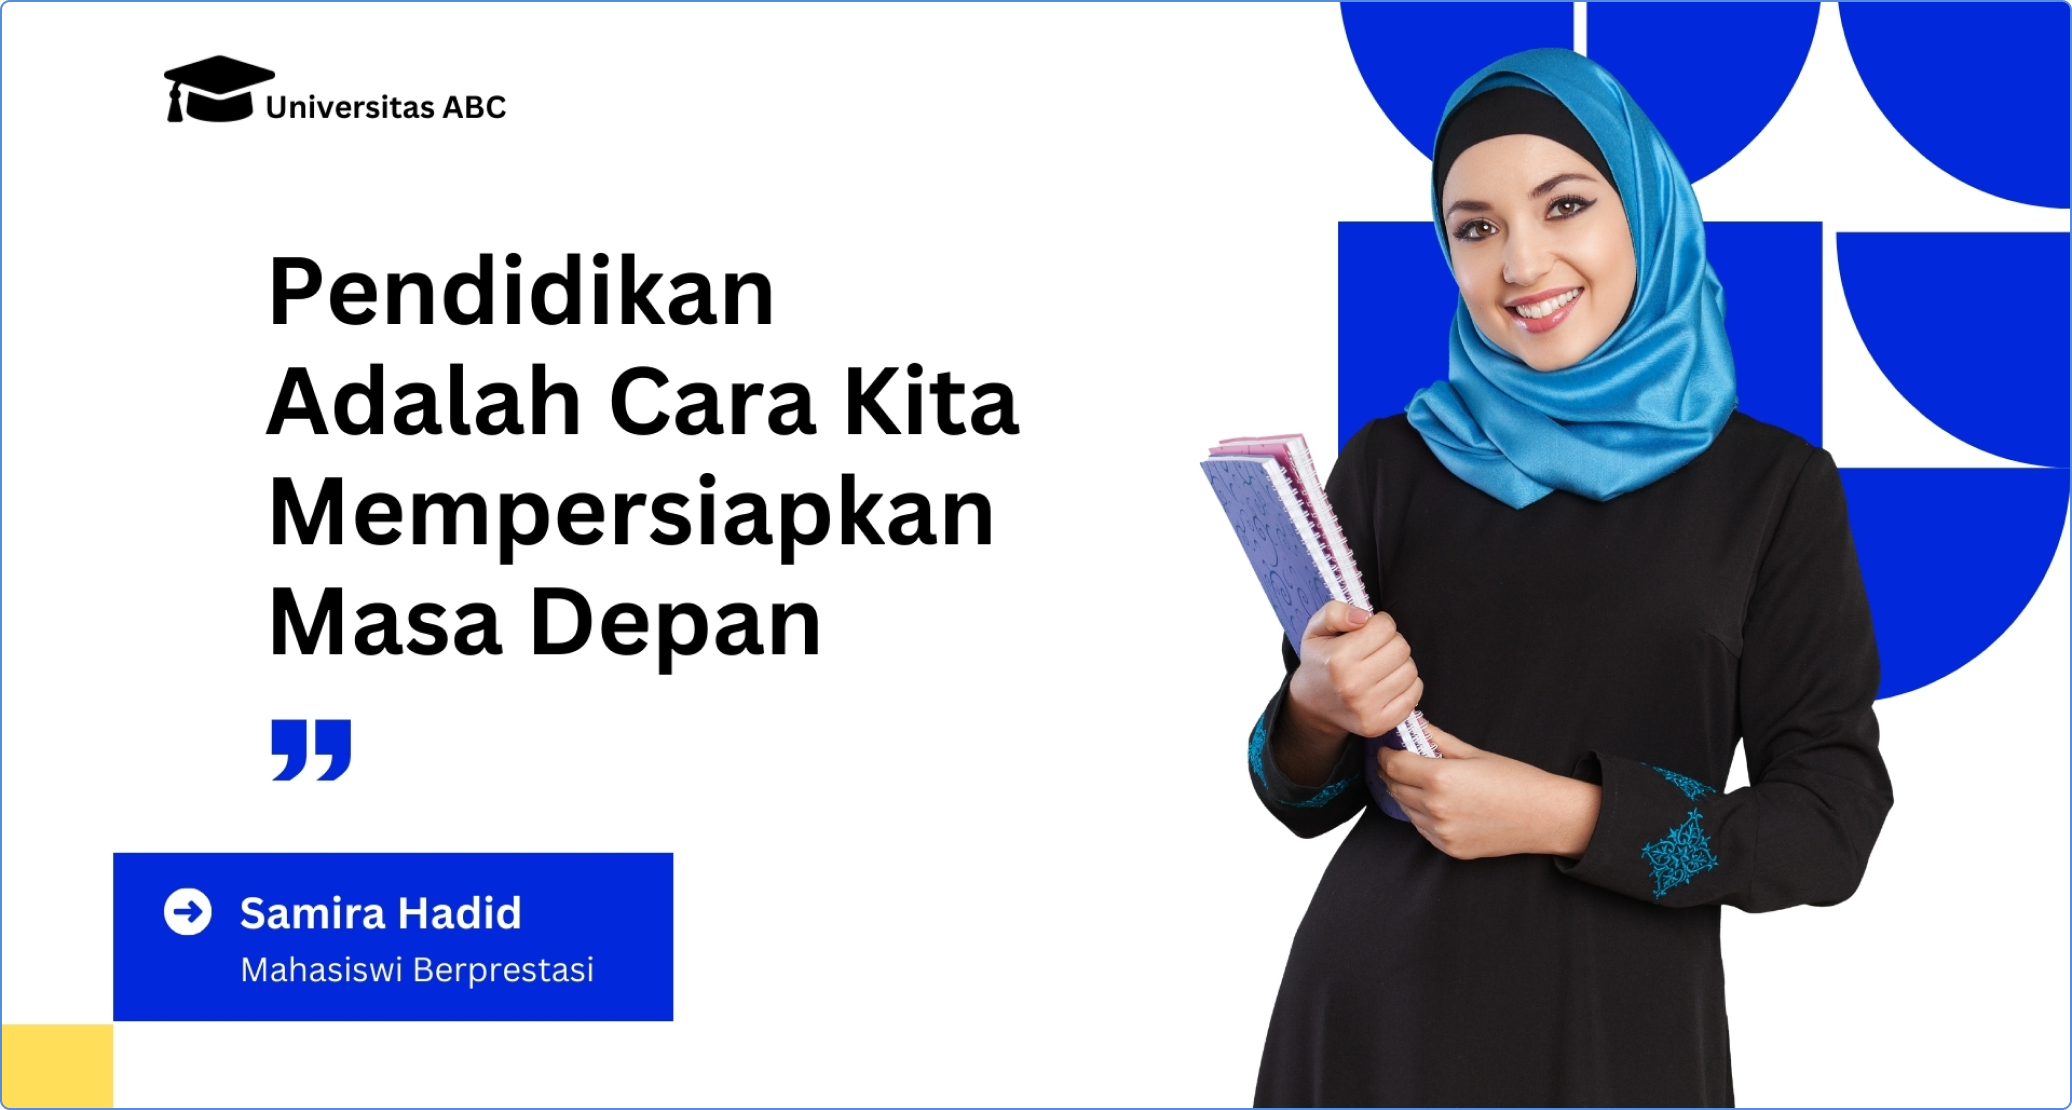 Universitas ABC
Pendidikan
Adalah Cara Kita
Mempersiapkan
Masa Depan
”
Samira Hadid
Mahasiswi Berprestasi